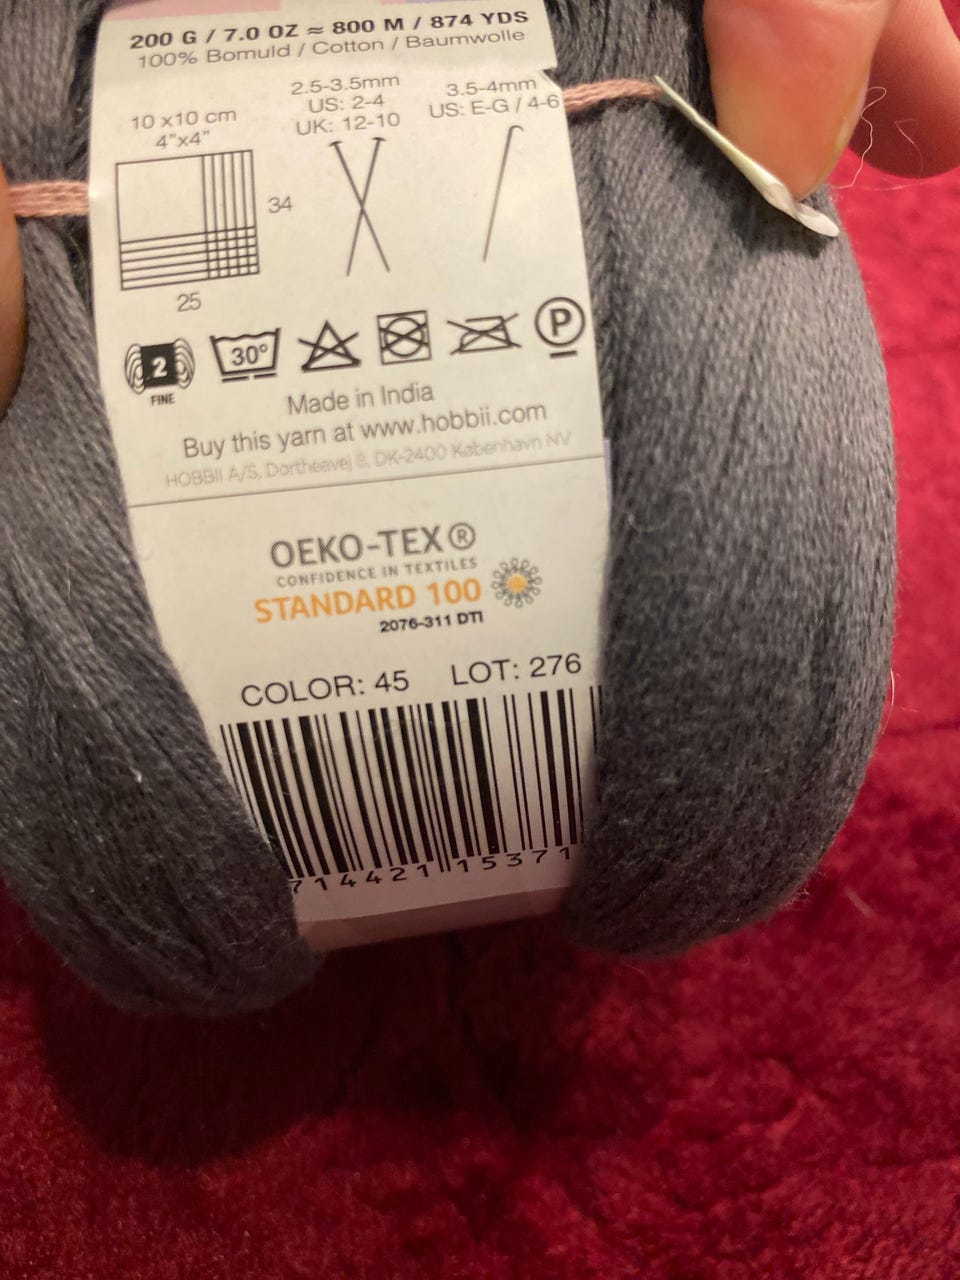 200 G / 7.0 OZ ≈ 800 M / 874 YDS
100% Bomuld / Cotton / Baumwolle
10 x10 cm
4"x4"
34
25
2.5-3.5mm
US: 2-4
UK: 12-10
3.5-4mm
US: E-G / 4-6
2
FINE
30°
P
Made in India
Buy this yarn at www.hobbii.com
HOBBII A/S, Dortheavej 8, DK-2400 København NV
OEKO-TEX®
CONFIDENCE IN TEXTILES
STANDARD 100
2076-311 DTI
COLOR: 45 LOT: 276
714421 15371